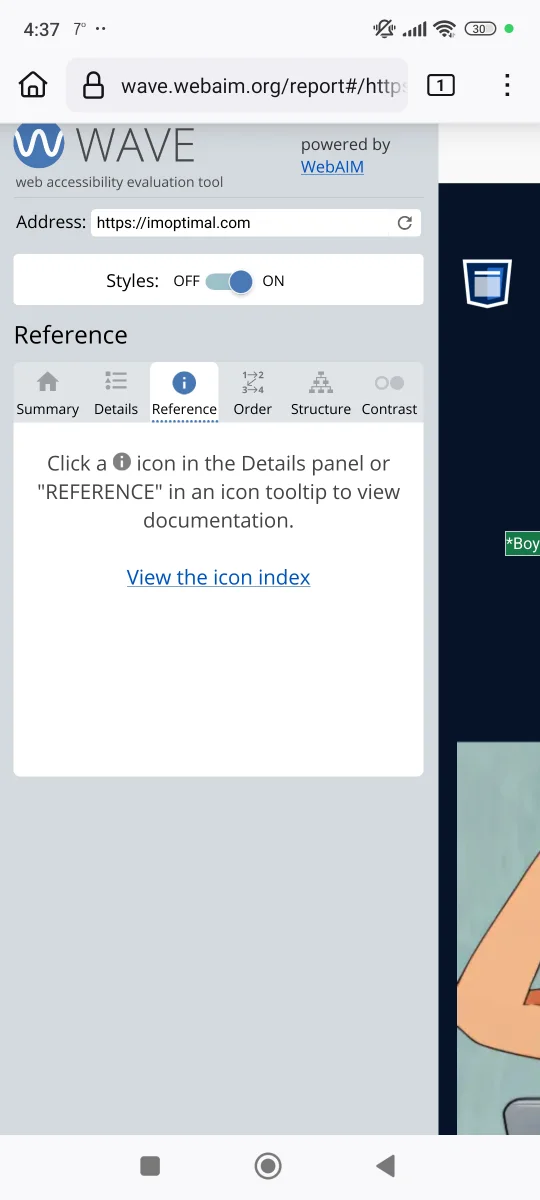 4:37 7° ··
30
wave.webaim.org/report#/https
1
WAVE
powered by
WebAIM
web accessibility evaluation tool
Address: https://imoptimal.com
Styles: OFF ON
Reference
1→2
3→4
Summary Details Reference Order Structure Contrast
Click a i icon in the Details panel or
"REFERENCE" in an icon tooltip to view
documentation.
View the icon index
*Boy